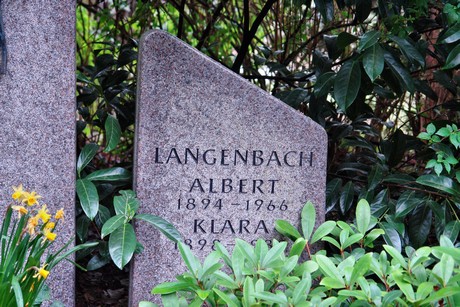 LANGENBACH
ALBERT
1894 - 1966
KLARA